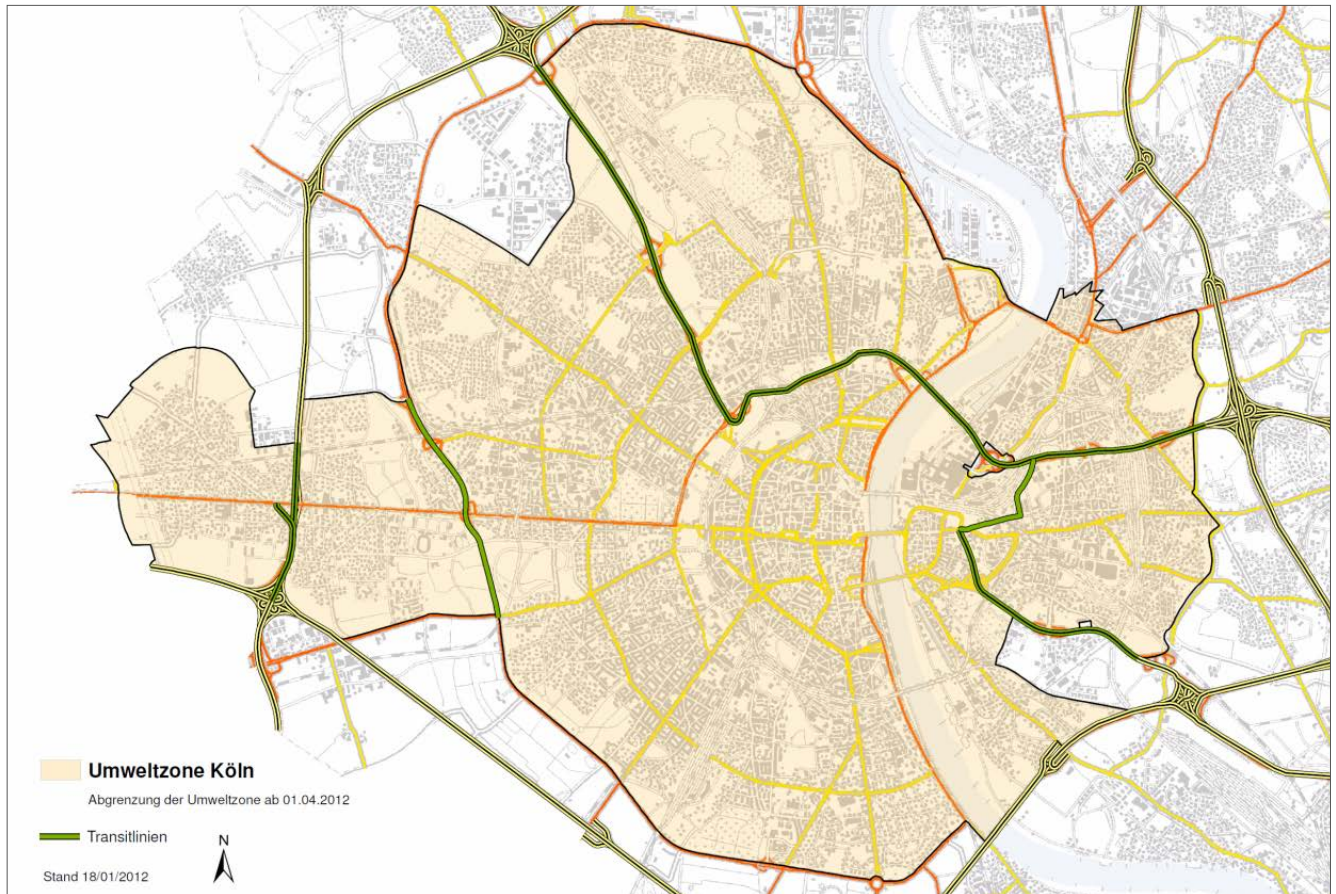 Umweltzone Köln
Abgrenzung der Umweltzone ab 01.04.2012
Transitlinien
N
Stand 18/01/2012